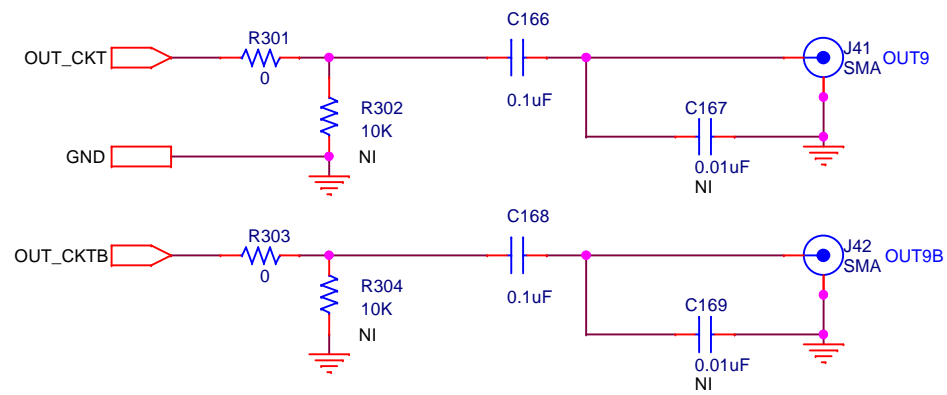 C166
R301
J41
OUT_CKT
OUT9
SMA
0
0.1uF
R302
C167
10K
GND
NI
0.01uF
NI
C168
R303
J42
OUT_CKTB
OUT9B
SMA
0
R304
0.1uF
C169
10K
NI
0.01uF
NI